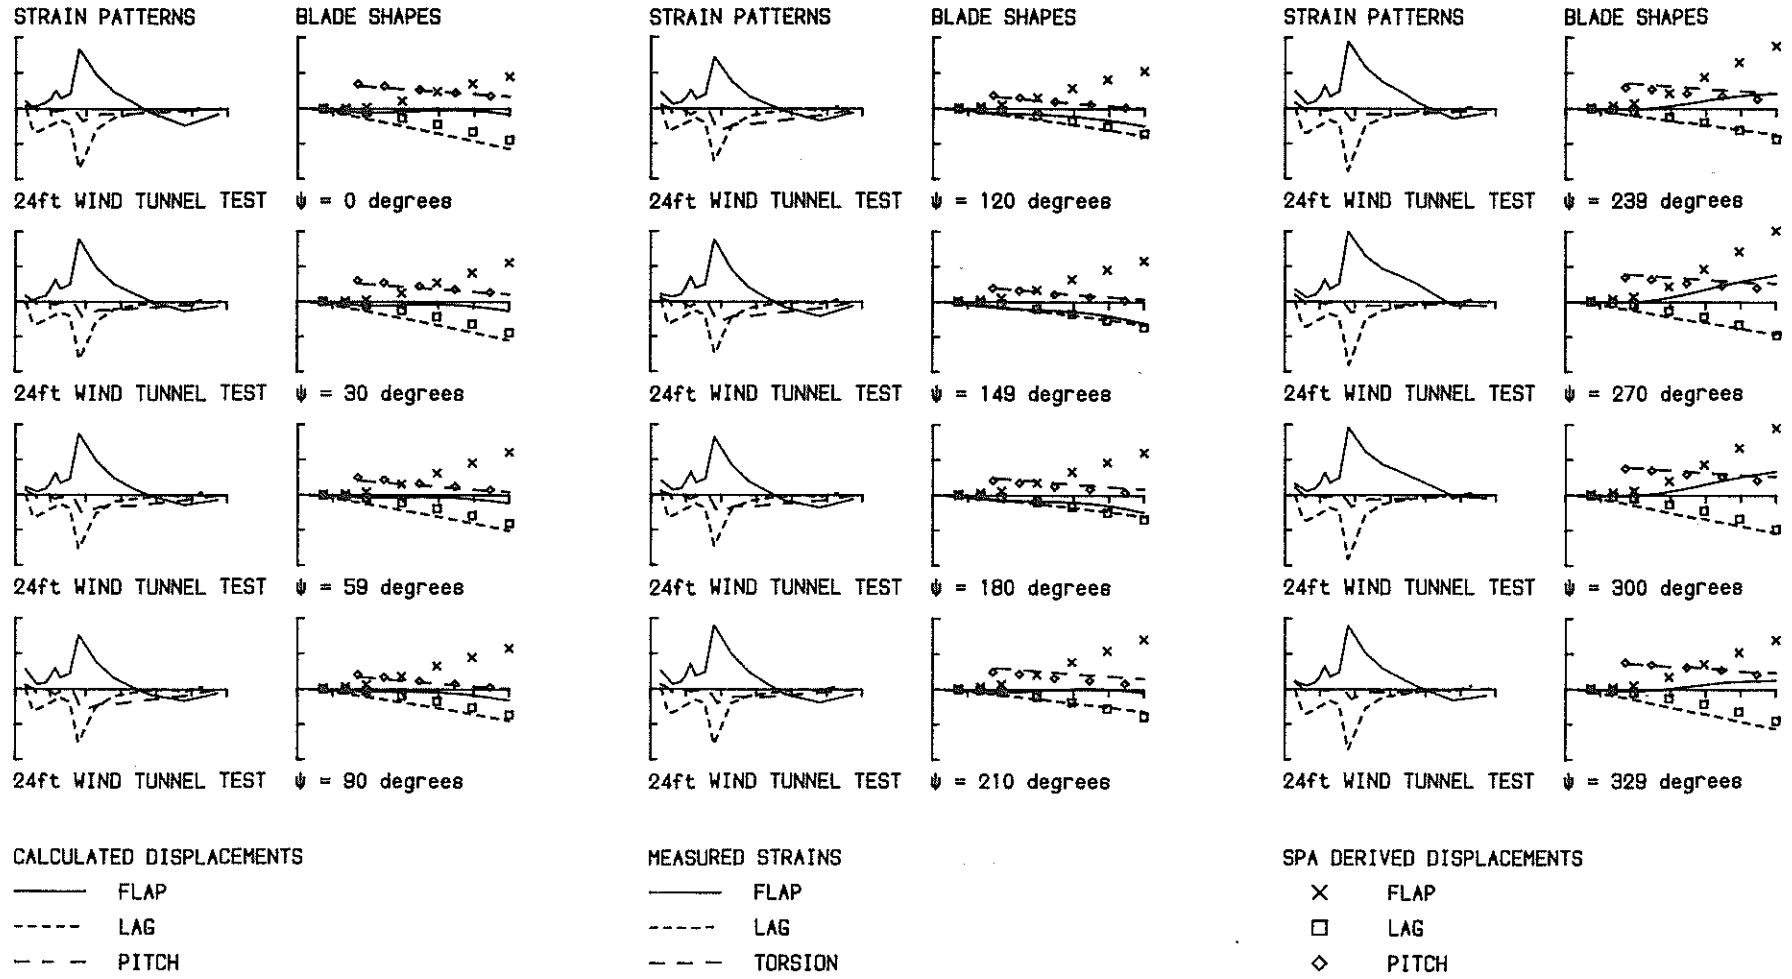 STRAIN PATTERNS BLADE SHAPES STRAIN PATTERNS BLADE SHAPES STRAIN PATTERNS BLADE SHAPES
24ft WIND TUNNEL TEST ψ = 0 degrees 24ft WIND TUNNEL TEST ψ = 120 degrees 24ft WIND TUNNEL TEST ψ = 239 degrees
24ft WIND TUNNEL TEST ψ = 30 degrees 24ft WIND TUNNEL TEST ψ = 149 degrees 24ft WIND TUNNEL TEST ψ = 270 degrees
24ft WIND TUNNEL TEST ψ = 59 degrees 24ft WIND TUNNEL TEST ψ = 180 degrees 24ft WIND TUNNEL TEST ψ = 300 degrees
24ft WIND TUNNEL TEST ψ = 90 degrees 24ft WIND TUNNEL TEST ψ = 210 degrees 24ft WIND TUNNEL TEST ψ = 329 degrees
CALCULATED DISPLACEMENTS
FLAP
LAG
PITCH
MEASURED STRAINS
FLAP
LAG
TORSION
SPA DERIVED DISPLACEMENTS
FLAP
LAG
PITCH